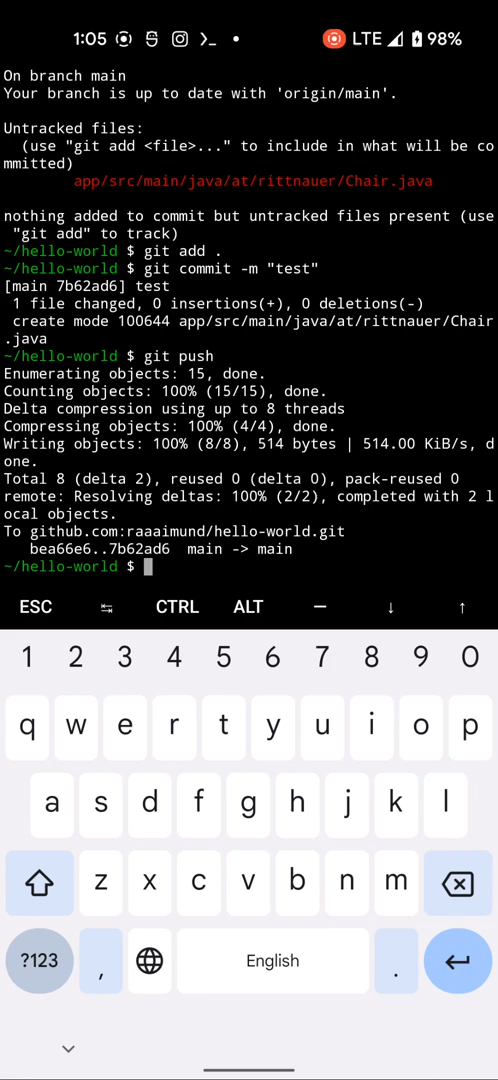 1:05 LTE 98%
On branch main
Your branch is up to date with 'origin/main'.
Untracked files:
(use "git add <file>..." to include in what will be co
mmitted)
app/src/main/java/at/rittnauer/Chair.java
nothing added to commit but untracked files present (use
"git add" to track)
~/hello-world $ git add .
~/hello-world $ git commit -m "test"
[main 7b62ad6] test
1 file changed, 0 insertions(+), 0 deletions(-)
create mode 100644 app/src/main/java/at/rittnauer/Chair
.java
~/hello-world $ git push
Enumerating objects: 15, done.
Counting objects: 100% (15/15), done.
Delta compression using up to 8 threads
Compressing objects: 100% (4/4), done.
Writing objects: 100% (8/8), 514 bytes | 514.00 KiB/s, d
one.
Total 8 (delta 2), reused 0 (delta 0), pack-reused 0
remote: Resolving deltas: 100% (2/2), completed with 2 l
ocal objects.
To github.com:raaaimund/hello-world.git
bea66e6..7b62ad6  main -> main
~/hello-world $
ESC ↹ CTRL ALT — ↓ ↑
1 2 3 4 5 6 7 8 9 0
q w e r t y u i o p
a s d f g h j k l
z x c v b n m
?123 , English .